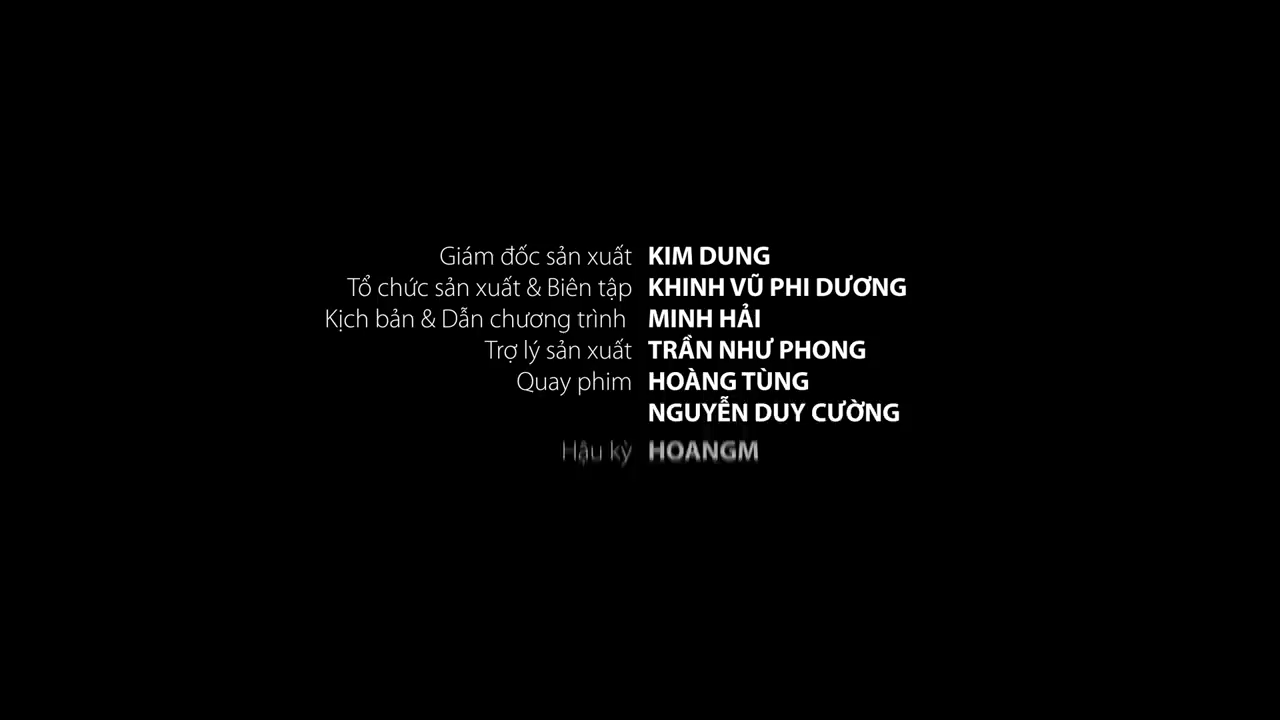 Giám đốc sản xuất KIM DUNG
Tổ chức sản xuất & Biên tập KHINH VŨ PHI DƯƠNG
Kịch bản & Dẫn chương trình MINH HẢI
Trợ lý sản xuất TRẦN NHƯ PHONG
Quay phim HOÀNG TÙNG
NGUYỄN DUY CƯỜNG
Hậu kỳ HOANGM